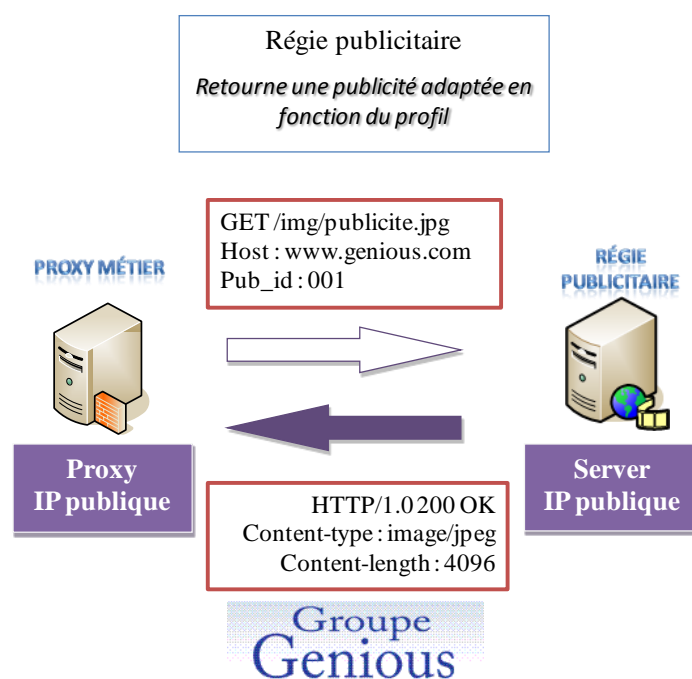 Régie publicitaire
Retourne une publicité adaptée en
fonction du profil
GET /img/publicite.jpg
Host : www.genious.com
Pub_id : 001
PROXY MÉTIER
RÉGIE
PUBLICITAIRE
Proxy
IP publique
Server
IP publique
HTTP/1.0 200 OK
Content-type : image/jpeg
Content-length : 4096
Groupe
Genious